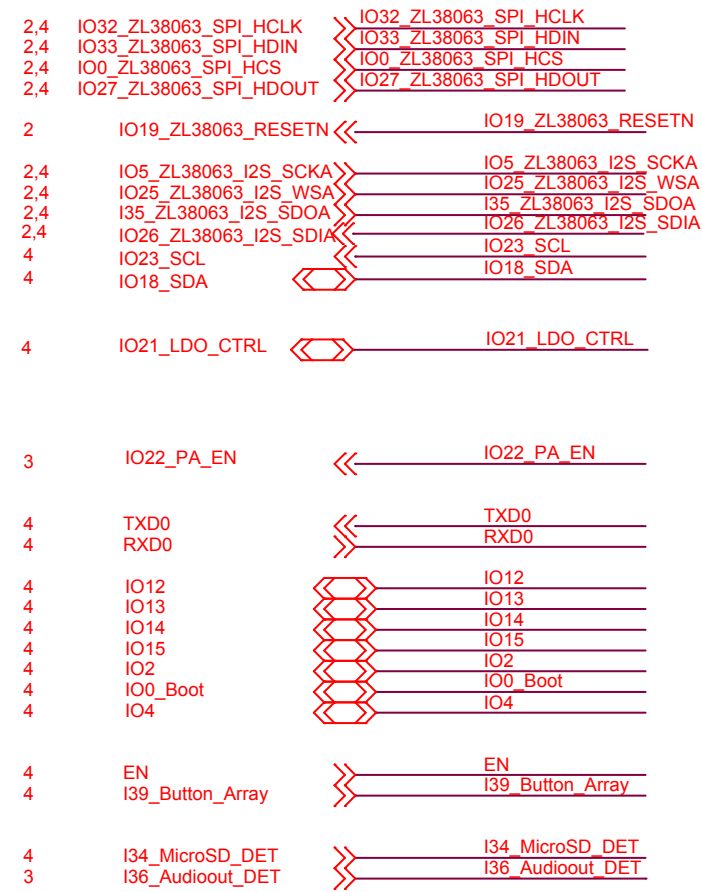 2,4 IO32_ZL38063_SPI_HCLK IO32_ZL38063_SPI_HCLK
2,4 IO33_ZL38063_SPI_HDIN IO33_ZL38063_SPI_HDIN
2,4 IO0_ZL38063_SPI_HCS IO0_ZL38063_SPI_HCS
2,4 IO27_ZL38063_SPI_HDOUT IO27_ZL38063_SPI_HDOUT
2 IO19_ZL38063_RESETN IO19_ZL38063_RESETN
2,4 IO5_ZL38063_I2S_SCKA IO5_ZL38063_I2S_SCKA
2,4 IO25_ZL38063_I2S_WSA IO25_ZL38063_I2S_WSA
2,4 I35_ZL38063_I2S_SDOA I35_ZL38063_I2S_SDOA
2,4 IO26_ZL38063_I2S_SDIA IO26_ZL38063_I2S_SDIA
4 IO23_SCL IO23_SCL
4 IO18_SDA IO18_SDA
4 IO21_LDO_CTRL IO21_LDO_CTRL
3 IO22_PA_EN IO22_PA_EN
4 TXD0 TXD0
4 RXD0 RXD0
4 IO12 IO12
4 IO13 IO13
4 IO14 IO14
4 IO15 IO15
4 IO2 IO2
4 IO0_Boot IO0_Boot
4 IO4 IO4
4 EN EN
4 I39_Button_Array I39_Button_Array
4 I34_MicroSD_DET I34_MicroSD_DET
3 I36_Audioout_DET I36_Audioout_DET